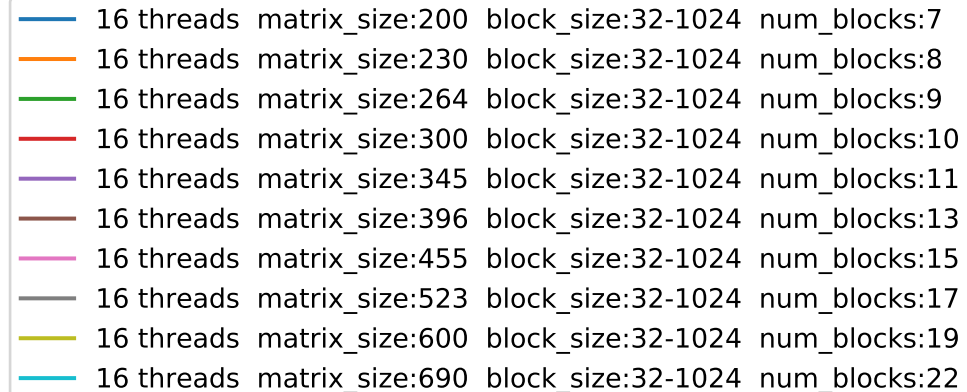 16 threads  matrix_size:200  block_size:32-1024  num_blocks:7
16 threads  matrix_size:230  block_size:32-1024  num_blocks:8
16 threads  matrix_size:264  block_size:32-1024  num_blocks:9
16 threads  matrix_size:300  block_size:32-1024  num_blocks:10
16 threads  matrix_size:345  block_size:32-1024  num_blocks:11
16 threads  matrix_size:396  block_size:32-1024  num_blocks:13
16 threads  matrix_size:455  block_size:32-1024  num_blocks:15
16 threads  matrix_size:523  block_size:32-1024  num_blocks:17
16 threads  matrix_size:600  block_size:32-1024  num_blocks:19
16 threads  matrix_size:690  block_size:32-1024  num_blocks:22